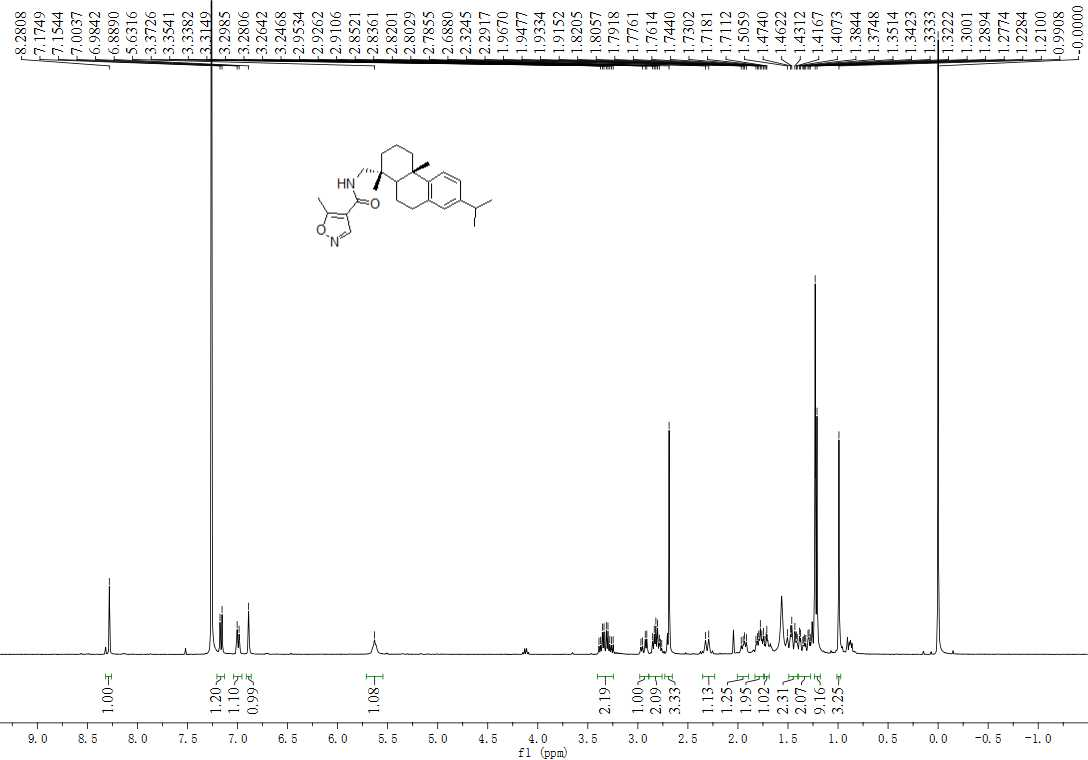 8.2808 7.1749 7.1544 7.0037 6.9842 6.8890 5.6316 3.3726 3.3541 3.3382 3.3149 3.2985 3.2806 3.2642 3.2468 2.9534 2.9262 2.9106 2.8521 2.8361 2.8201 2.8029 2.7855 2.6880 2.3245 2.2917 1.9670 1.9477 1.9334 1.9152 1.8205 1.8057 1.7918 1.7761 1.7614 1.7440 1.7302 1.7181 1.7112 1.5059 1.4740 1.4622 1.4312 1.4167 1.4073 1.3844 1.3748 1.3514 1.3423 1.3333 1.3222 1.3001 1.2894 1.2774 1.2284 1.2100 0.9908 -0.0000
HN
O
O
N
1.00 1.20 1.10 0.99 1.08 2.19 1.00 2.09 3.33 1.13 1.25 1.95 1.02 2.31 2.07 9.16 3.25
9.0 8.5 8.0 7.5 7.0 6.5 6.0 5.5 5.0 4.5 4.0 3.5 3.0 2.5 2.0 1.5 1.0 0.5 0.0 -0.5 -1.0
f1 (ppm)